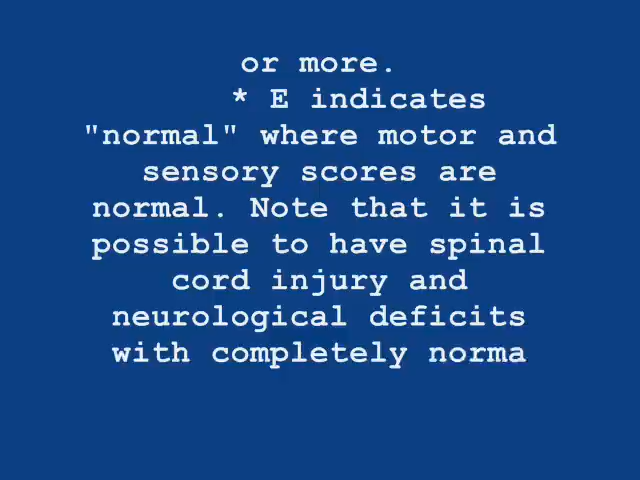 or more.
* E indicates
"normal" where motor and
sensory scores are
normal. Note that it is
possible to have spinal
cord injury and
neurological deficits
with completely norma